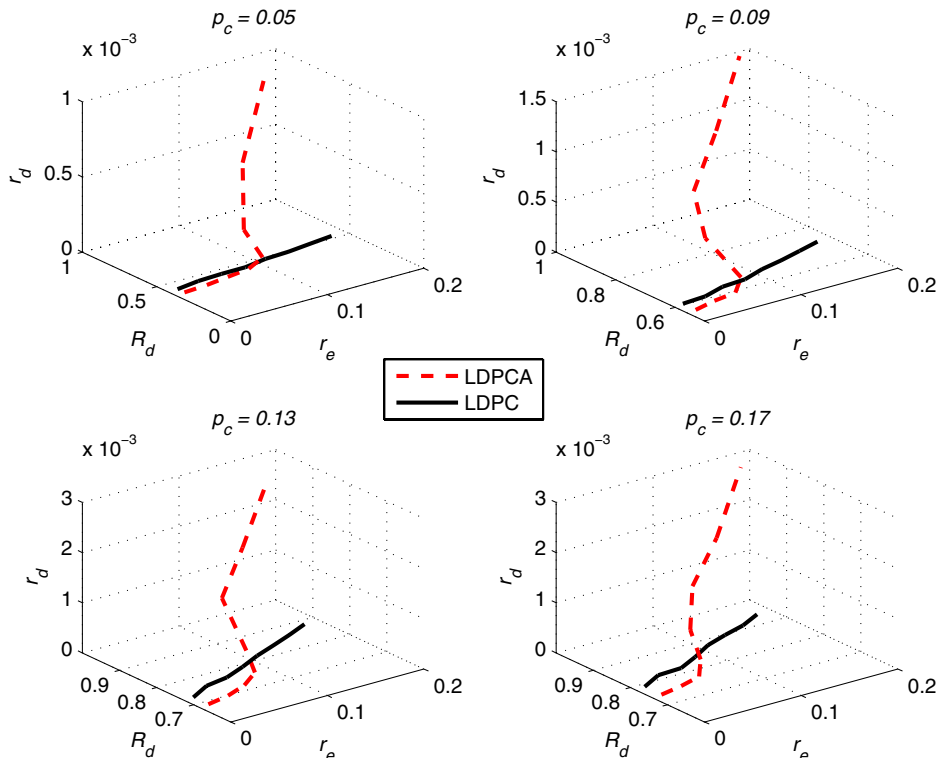 p_c = 0.05
x 10^-3
1
0.5
0
r_d
1
0.5
0
R_d
0
0.1
0.2
r_e
p_c = 0.09
x 10^-3
1.5
1
0.5
0
r_d
1
0.8
0.6
R_d
0
0.1
0.2
r_e
LDPCA
LDPC
p_c = 0.13
x 10^-3
3
2
1
0
r_d
0.9
0.8
0.7
R_d
0
0.1
0.2
r_e
p_c = 0.17
x 10^-3
3
2
1
0
r_d
0.9
0.8
0.7
R_d
0
0.1
0.2
r_e